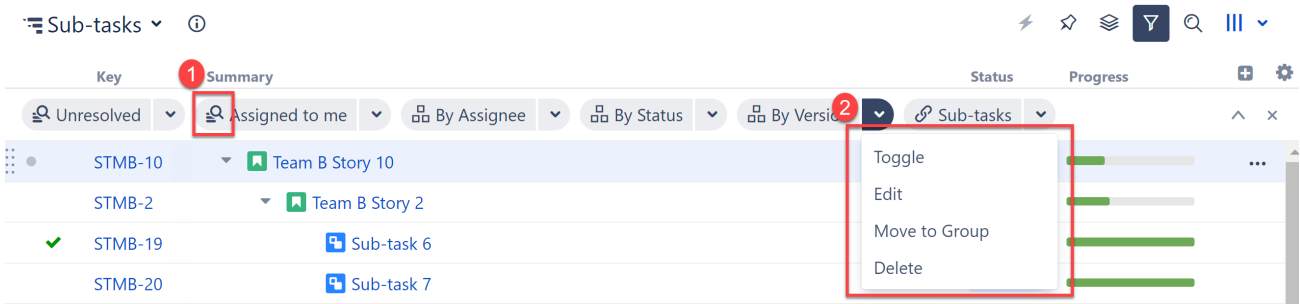 Sub-tasks
1
Key Summary Status Progress
Unresolved Assigned to me By Assignee By Status By Versio 2 Sub-tasks
STMB-10 Team B Story 10
Toggle
STMB-2 Team B Story 2
Edit
STMB-19 Sub-task 6
Move to Group
STMB-20 Sub-task 7
Delete